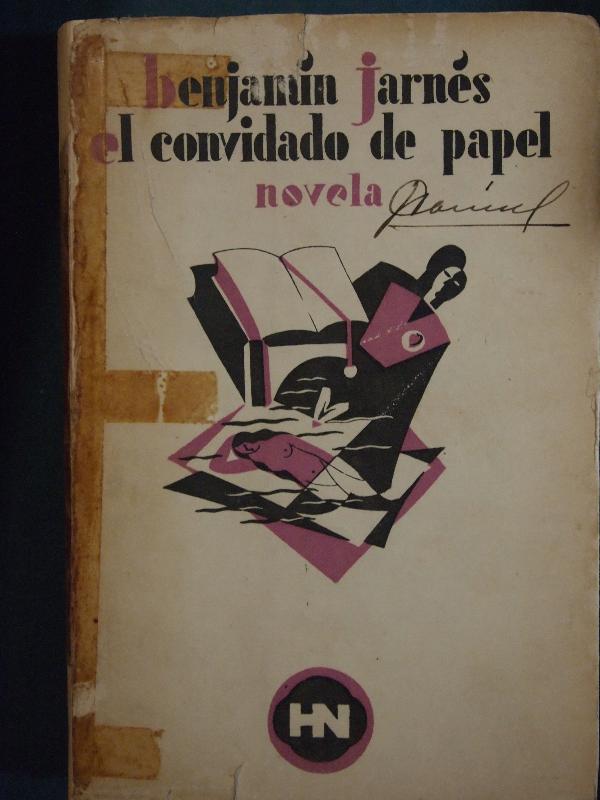 benjamín jarnés
el convidado de papel
novela
HN